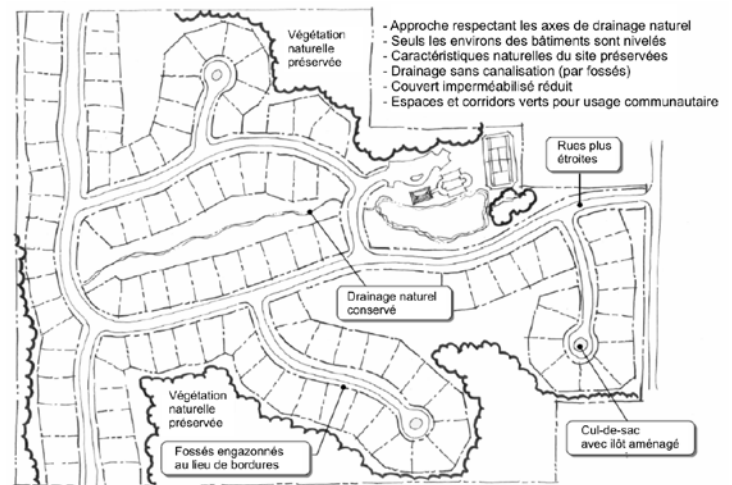 Végétation
naturelle
préservée
- Approche respectant les axes de drainage naturel
- Seuls les environs des bâtiments sont nivelés
- Caractéristiques naturelles du site préservées
- Drainage sans canalisation (par fossés)
- Couvert imperméabilisé réduit
- Espaces et corridors verts pour usage communautaire
Rues plus
étroites
Drainage naturel
conservé
Végétation
naturelle
préservée
Fossés engazonnés
au lieu de bordures
Cul-de-sac
avec ilôt aménagé